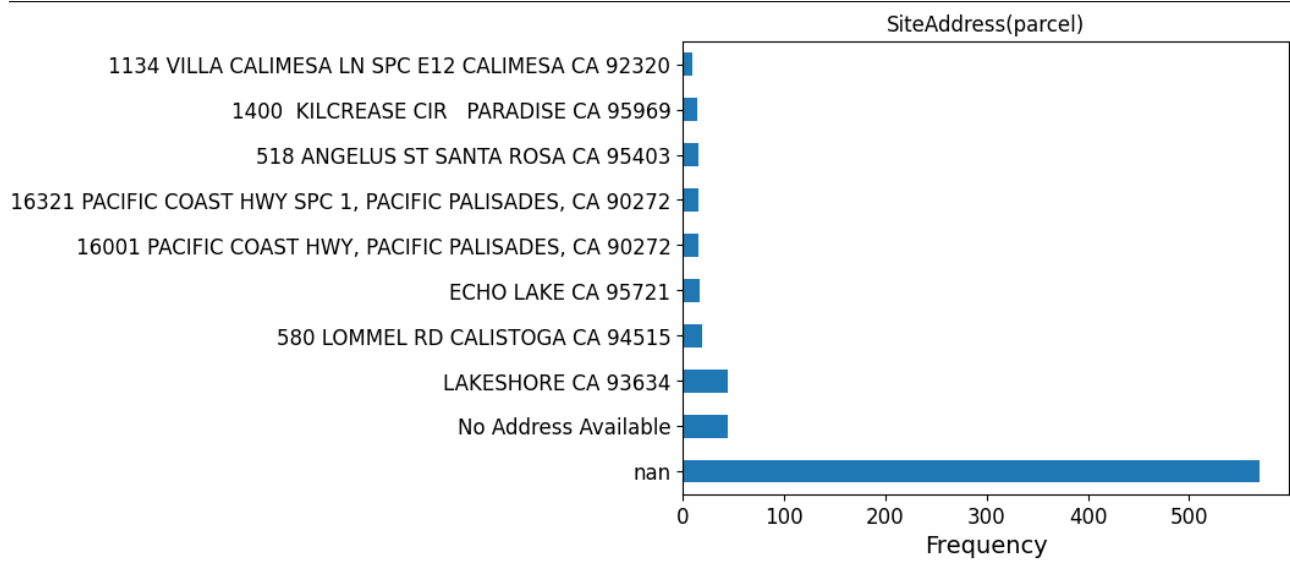 SiteAddress(parcel)
1134 VILLA CALIMESA LN SPC E12 CALIMESA CA 92320
1400  KILCREASE CIR   PARADISE CA 95969
518 ANGELUS ST SANTA ROSA CA 95403
16321 PACIFIC COAST HWY SPC 1, PACIFIC PALISADES, CA 90272
16001 PACIFIC COAST HWY, PACIFIC PALISADES, CA 90272
ECHO LAKE CA 95721
580 LOMMEL RD CALISTOGA CA 94515
LAKESHORE CA 93634
No Address Available
nan
0 100 200 300 400 500
Frequency